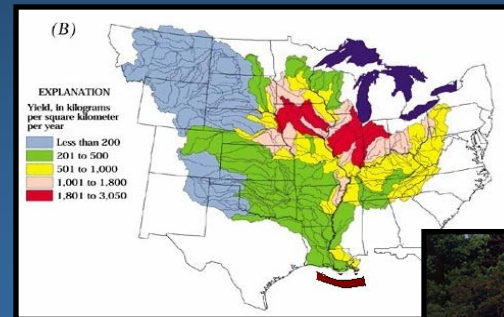 (B)
EXPLANATION
Yield, in kilograms
per square kilometer
per year
Less than 200
201 to 500
501 to 1,000
1,001 to 1,800
1,801 to 3,050